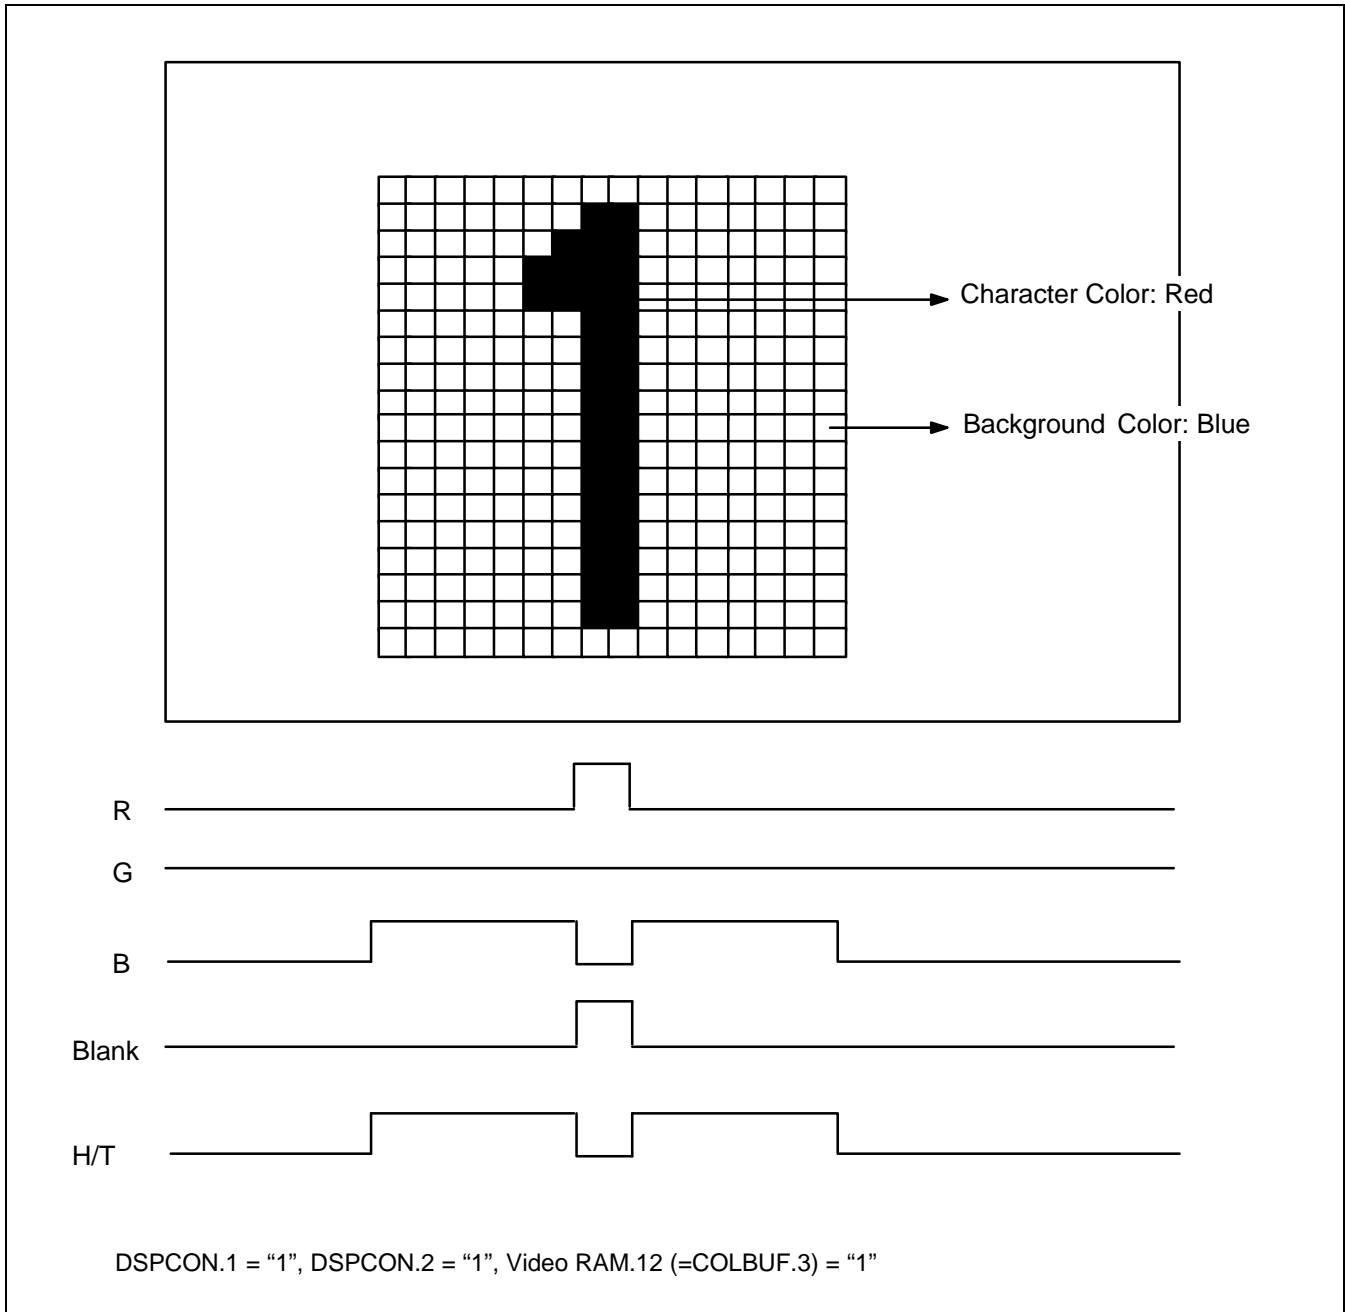 Character Color: Red
Background Color: Blue
R
G
B
Blank
H/T
DSPCON.1 = “1”, DSPCON.2 = “1”, Video RAM.12 (=COLBUF.3) = “1”